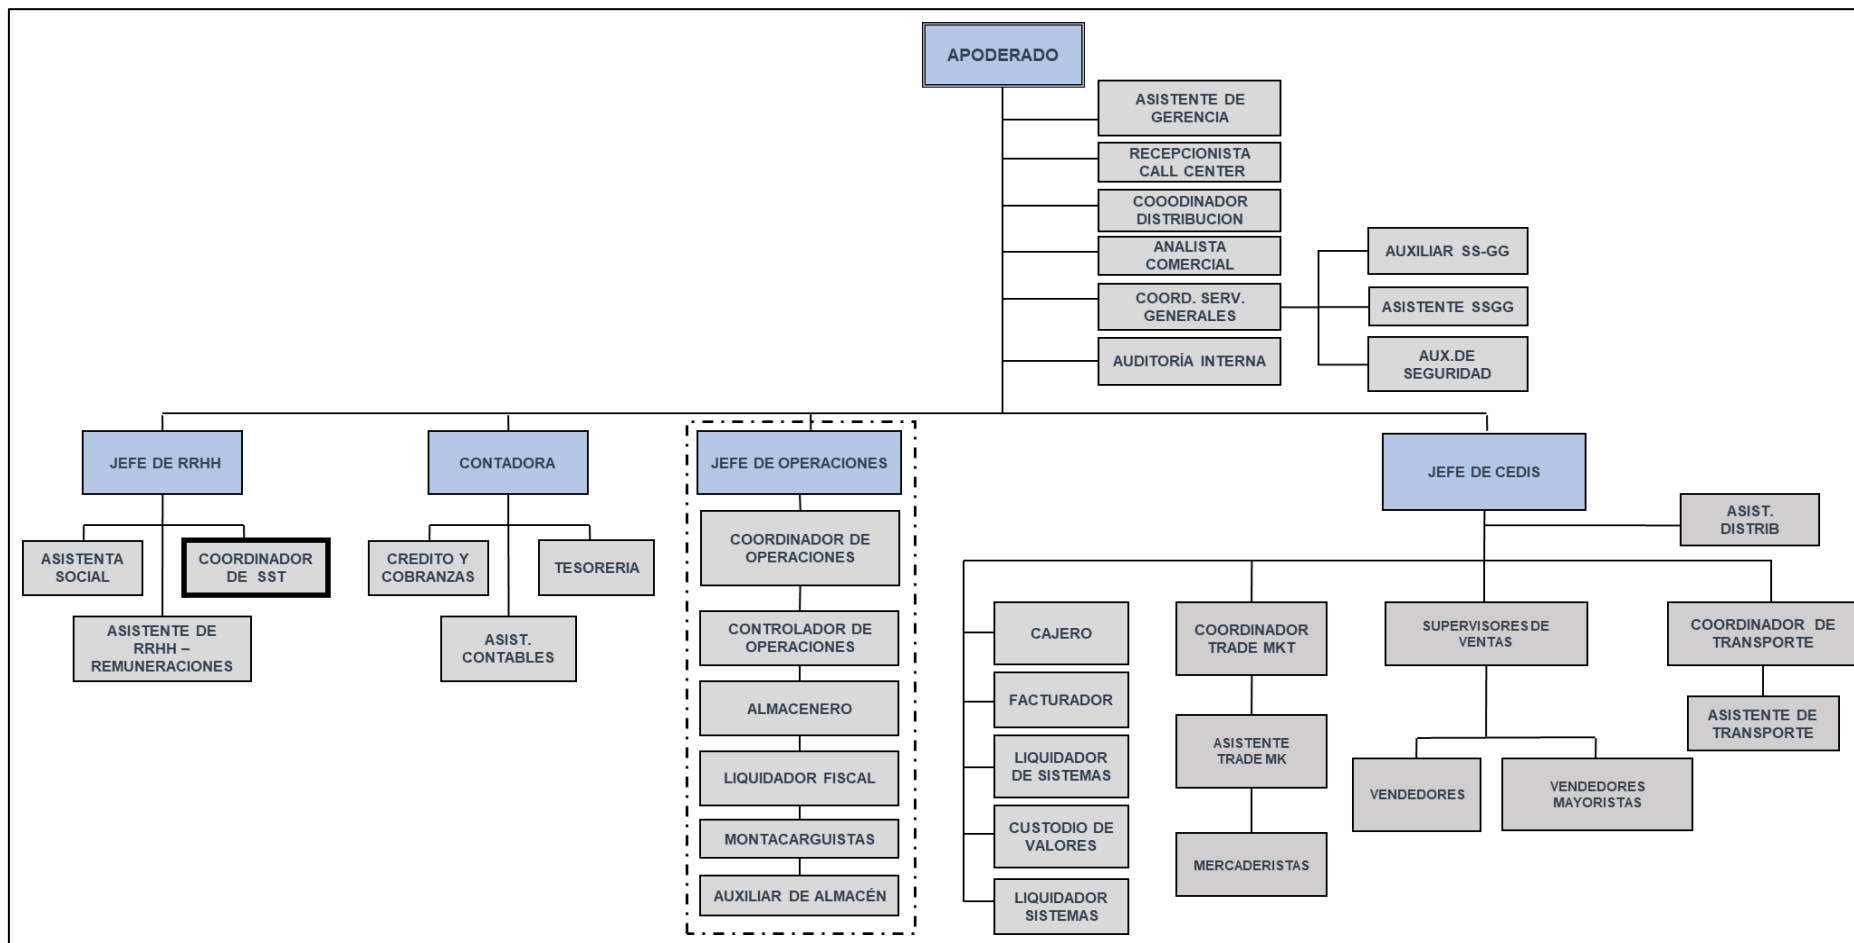 APODERADO
ASISTENTE DE
GERENCIA
RECEPCIONISTA
CALL CENTER
COOODINADOR
DISTRIBUCION
ANALISTA
COMERCIAL
COORD. SERV.
GENERALES
AUDITORÍA INTERNA
AUXILIAR SS-GG
ASISTENTE SSGG
AUX.DE
SEGURIDAD
JEFE DE RRHH
CONTADORA
JEFE DE OPERACIONES
JEFE DE CEDIS
ASISTENTA
SOCIAL
COORDINADOR
DE SST
ASISTENTE DE
RRHH –
REMUNERACIONES
CREDITO Y
COBRANZAS
TESORERIA
ASIST.
CONTABLES
COORDINADOR DE
OPERACIONES
CONTROLADOR DE
OPERACIONES
ALMACENERO
LIQUIDADOR FISCAL
MONTACARGUISTAS
AUXILIAR DE ALMACÉN
ASIST.
DISTRIB
CAJERO
FACTURADOR
LIQUIDADOR
DE SISTEMAS
CUSTODIO DE
VALORES
LIQUIDADOR
SISTEMAS
COORDINADOR
TRADE MKT
ASISTENTE
TRADE MK
MERCADERISTAS
SUPERVISORES DE
VENTAS
VENDEDORES
VENDEDORES
MAYORISTAS
COORDINADOR DE
TRANSPORTE
ASISTENTE DE
TRANSPORTE